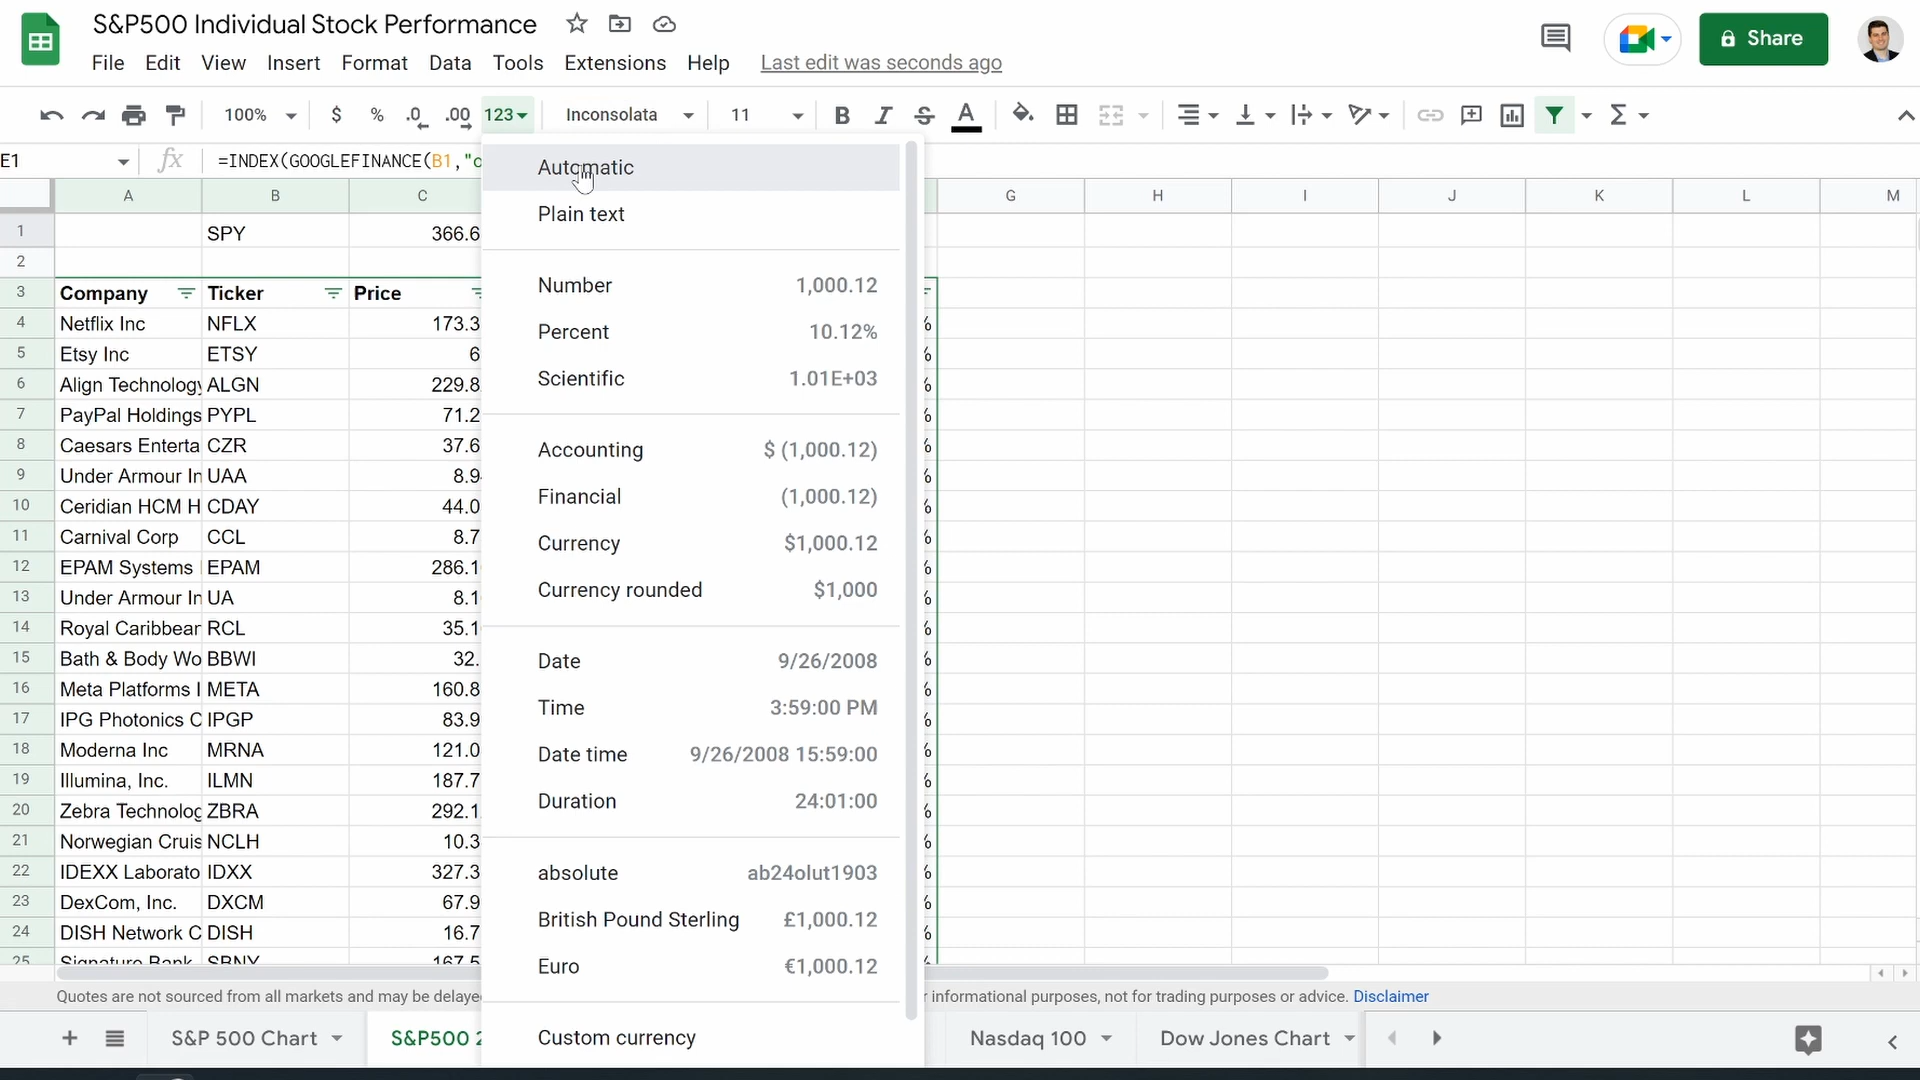 S&P500 Individual Stock Performance
File Edit View Insert Format Data Tools Extensions Help Last edit was seconds ago
Share
100% $ % .0 .00 123 Inconsolata 11 B I S A Σ
E1 fx =INDEX(GOOGLEFINANCE(B1,"o
A B C G H I J K L M
1 SPY 366.6
2
3 Company Ticker Price
4 Netflix Inc NFLX 173.3 %
5 Etsy Inc ETSY 6 %
6 Align Technology ALGN 229.8 %
7 PayPal Holdings PYPL 71.2 %
8 Caesars Enterta CZR 37.6 %
9 Under Armour In UAA 8.9 %
10 Ceridian HCM H CDAY 44.0 %
11 Carnival Corp CCL 8.7 %
12 EPAM Systems EPAM 286.1 %
13 Under Armour In UA 8.1 %
14 Royal Caribbean RCL 35.1 %
15 Bath & Body Wo BBWI 32. %
16 Meta Platforms I META 160.8 %
17 IPG Photonics C IPGP 83.9 %
18 Moderna Inc MRNA 121.0 %
19 Illumina, Inc. ILMN 187.7 %
20 Zebra Technolog ZBRA 292.1 %
21 Norwegian Cruis NCLH 10.3 %
22 IDEXX Laborato IDXX 327.3 %
23 DexCom, Inc. DXCM 67.9 %
24 DISH Network C DISH 16.7 %
25 Signature Bank SBNY 167.5
Automatic
Plain text
Number 1,000.12
Percent 10.12%
Scientific 1.01E+03
Accounting $ (1,000.12)
Financial (1,000.12)
Currency $1,000.12
Currency rounded $1,000
Date 9/26/2008
Time 3:59:00 PM
Date time 9/26/2008 15:59:00
Duration 24:01:00
absolute ab24olut1903
British Pound Sterling £1,000.12
Euro €1,000.12
Custom currency
Quotes are not sourced from all markets and may be delaye
informational purposes, not for trading purposes or advice. Disclaimer
S&P 500 Chart S&P500 2 Nasdaq 100 Dow Jones Chart